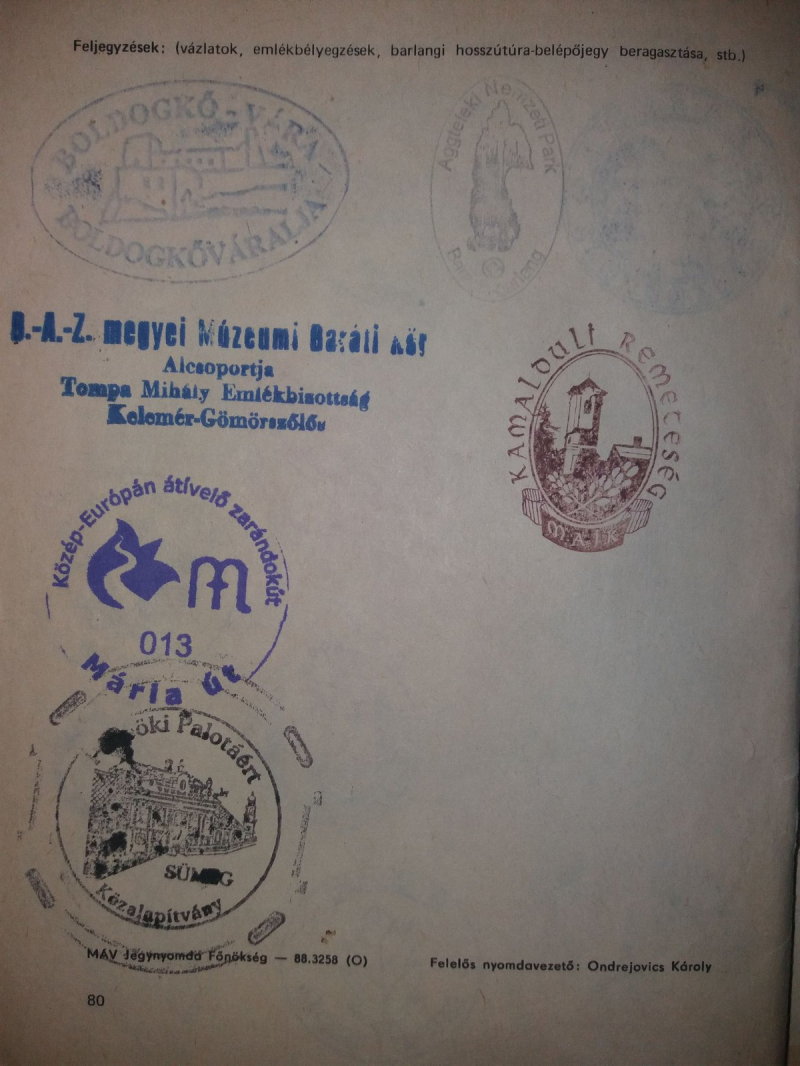 Feljegyzések: (vázlatok, emlékbélyegzések, barlangi hosszútúra-belépőjegy beragasztása, stb.)
BOLDOGKŐ-VÁRA
BOLDOGKŐVÁRALJA
Aggteleki Nemzeti Park
B.-A.-Z. megyei Múzeumi Baráti Kör
Alcsoportja
Tompa Mihály Emlékbizottság
Kelemér-Gömörszőlős
KAMALDULI REMETESÉG
MAJK
Közép-Európán átívelő zarándokút
M
013
Mária út
Palotáért
SÜMEG
Közalapítvány
MÁV Jegynyomda Főnökség — 88.3258 (O)
Felelős nyomdavezető: Ondrejovics Károly
80